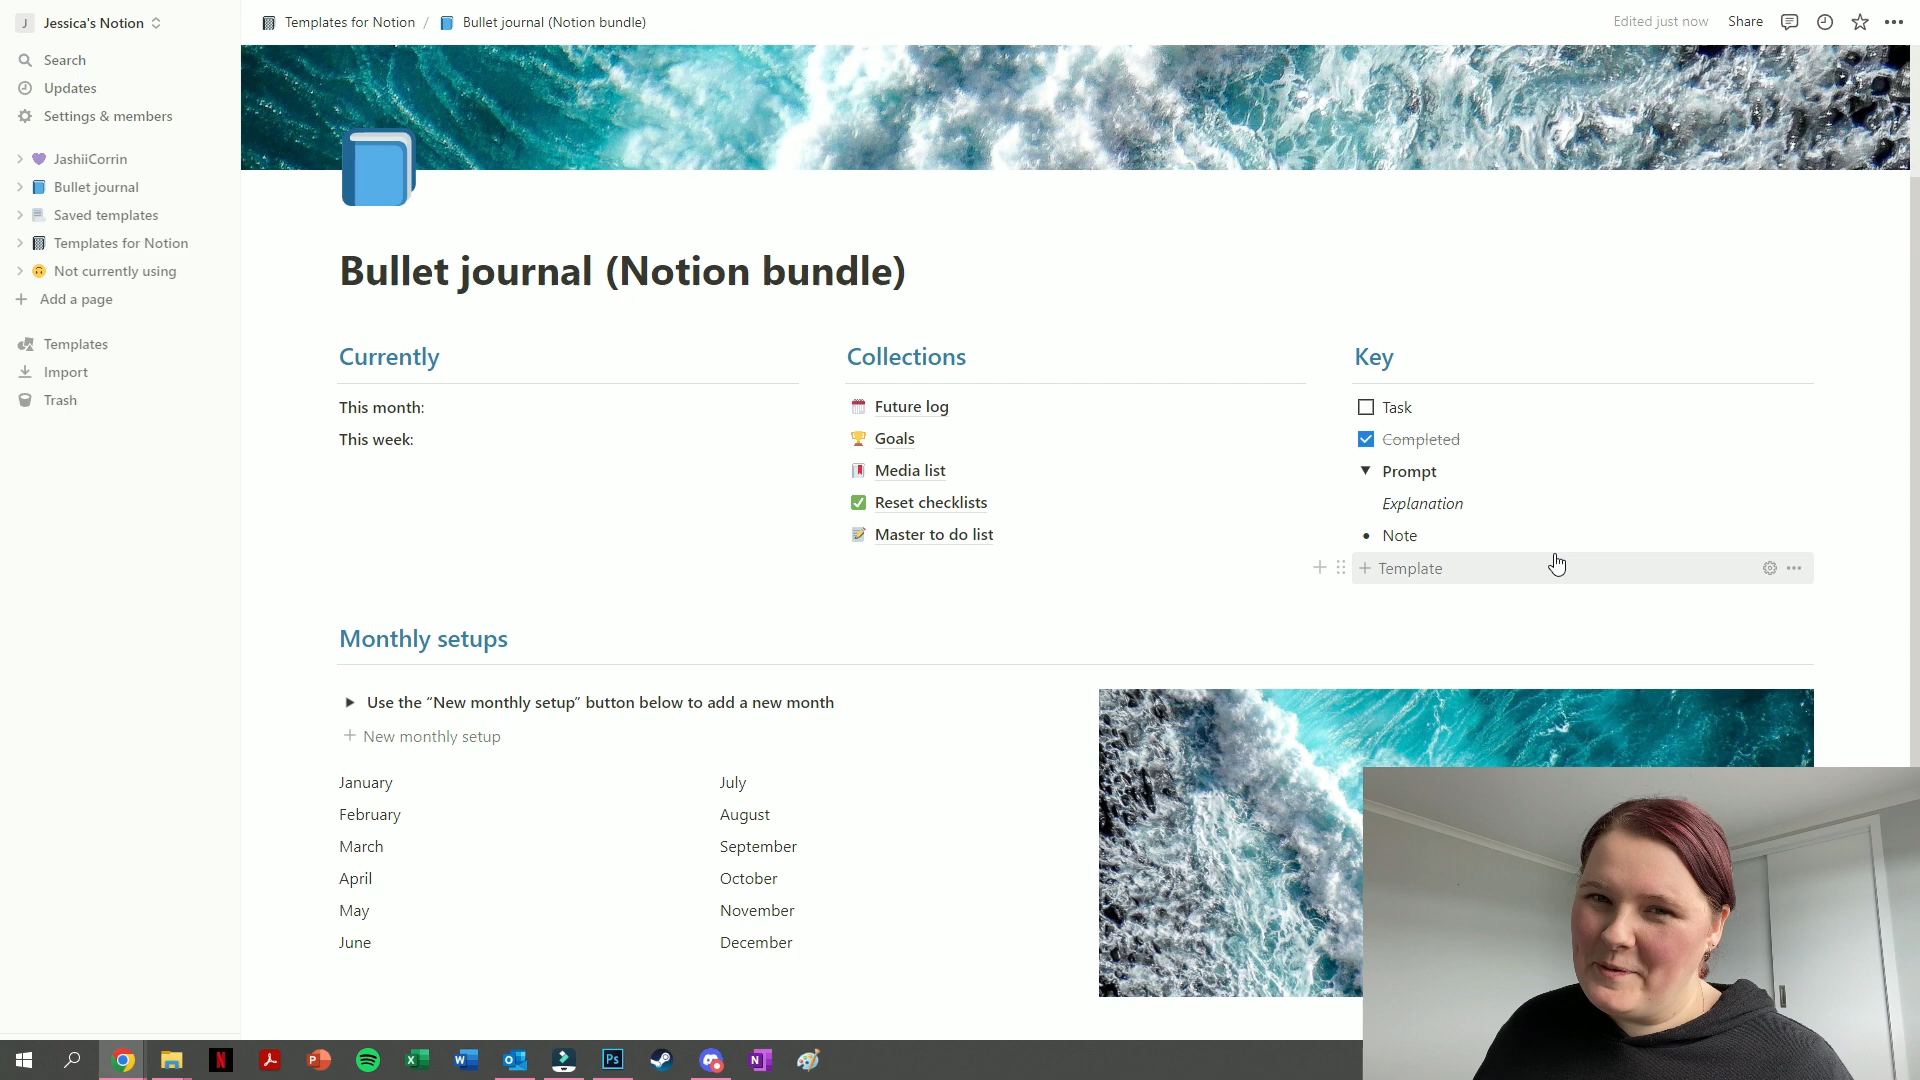 J Jessica's Notion
Templates for Notion / Bullet journal (Notion bundle)
Edited just now Share
Search
Updates
Settings & members
JashiiCorrin
Bullet journal
Saved templates
Templates for Notion
Not currently using
Add a page
Templates
Import
Trash
Bullet journal (Notion bundle)
Currently
This month:
This week:
Collections
Future log
Goals
Media list
Reset checklists
Master to do list
Key
Task
Completed
Prompt
Explanation
Note
Template
Monthly setups
Use the “New monthly setup” button below to add a new month
New monthly setup
January
February
March
April
May
June
July
August
September
October
November
December